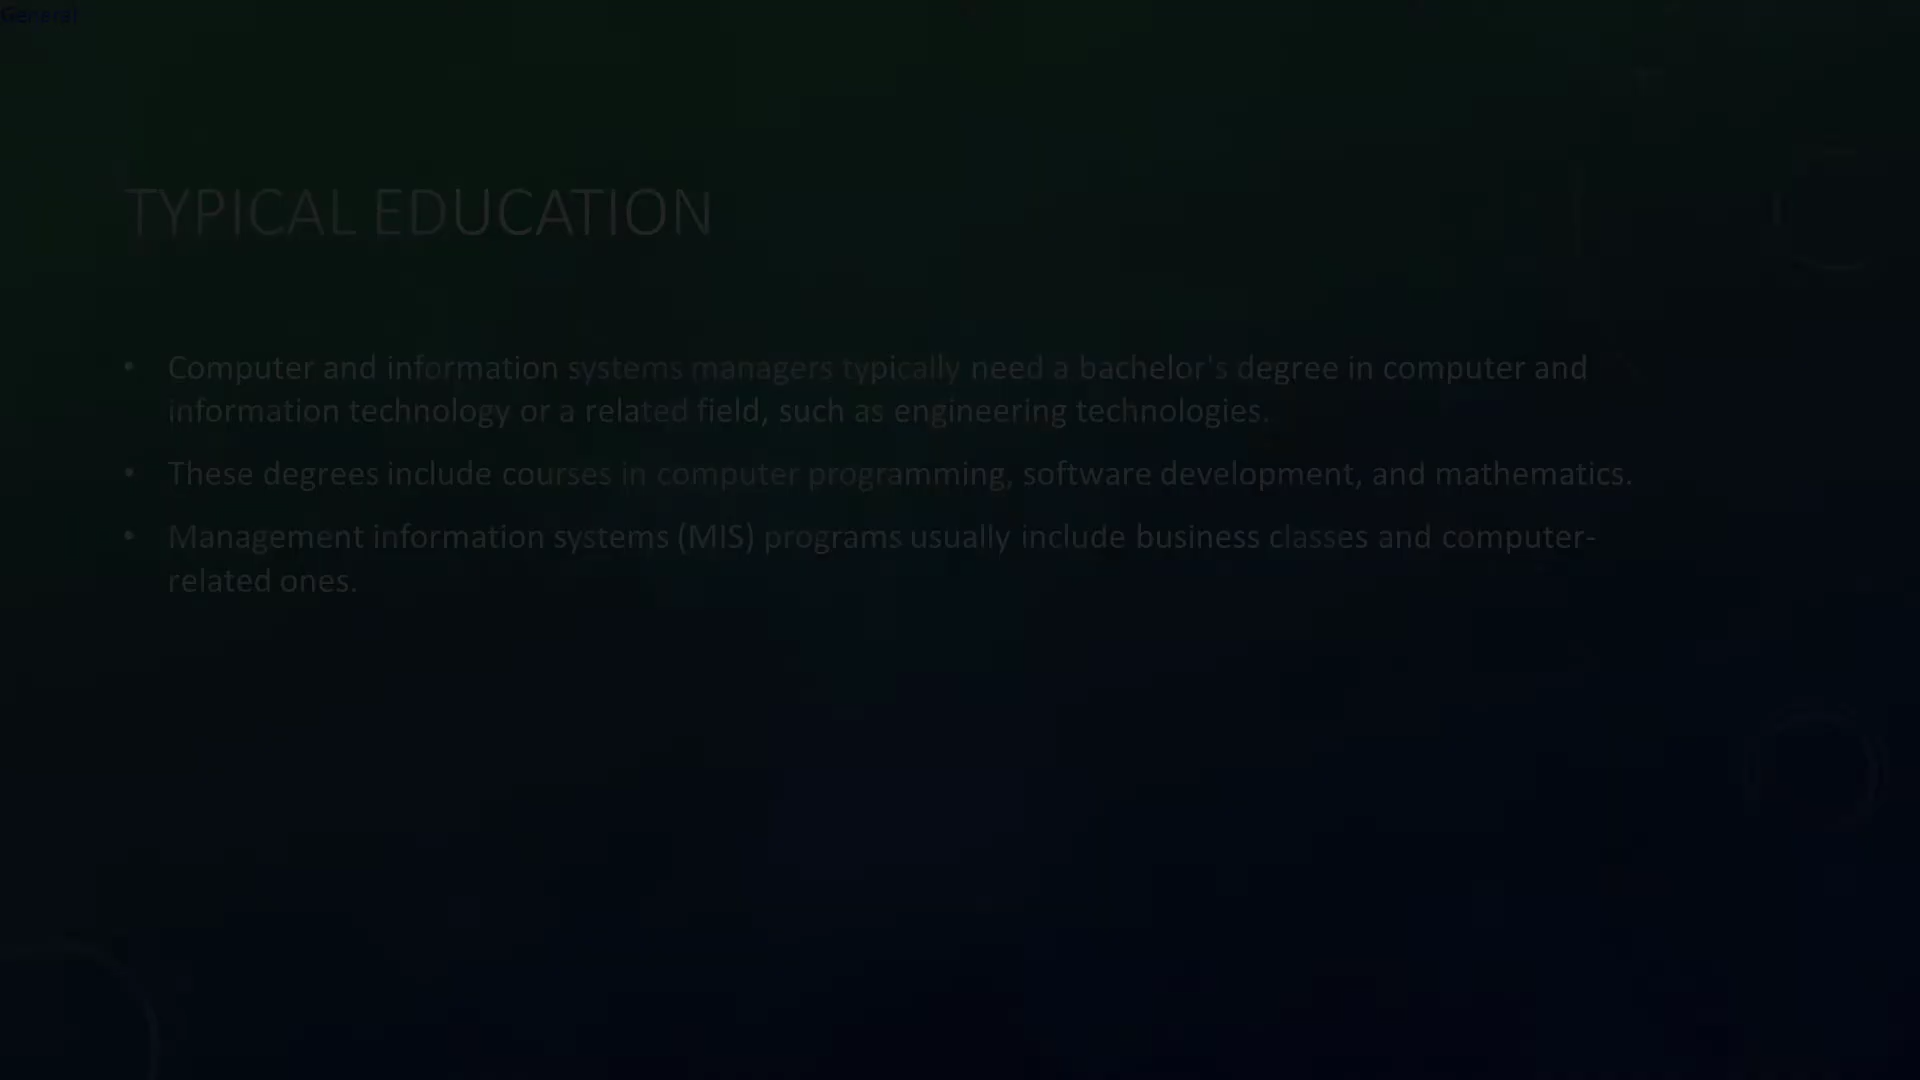 General
TYPICAL EDUCATION
• Computer and information systems managers typically need a bachelor's degree in computer and
information technology or a related field, such as engineering technologies.
• These degrees include courses in computer programming, software development, and mathematics.
• Management information systems (MIS) programs usually include business classes and computer-
related ones.